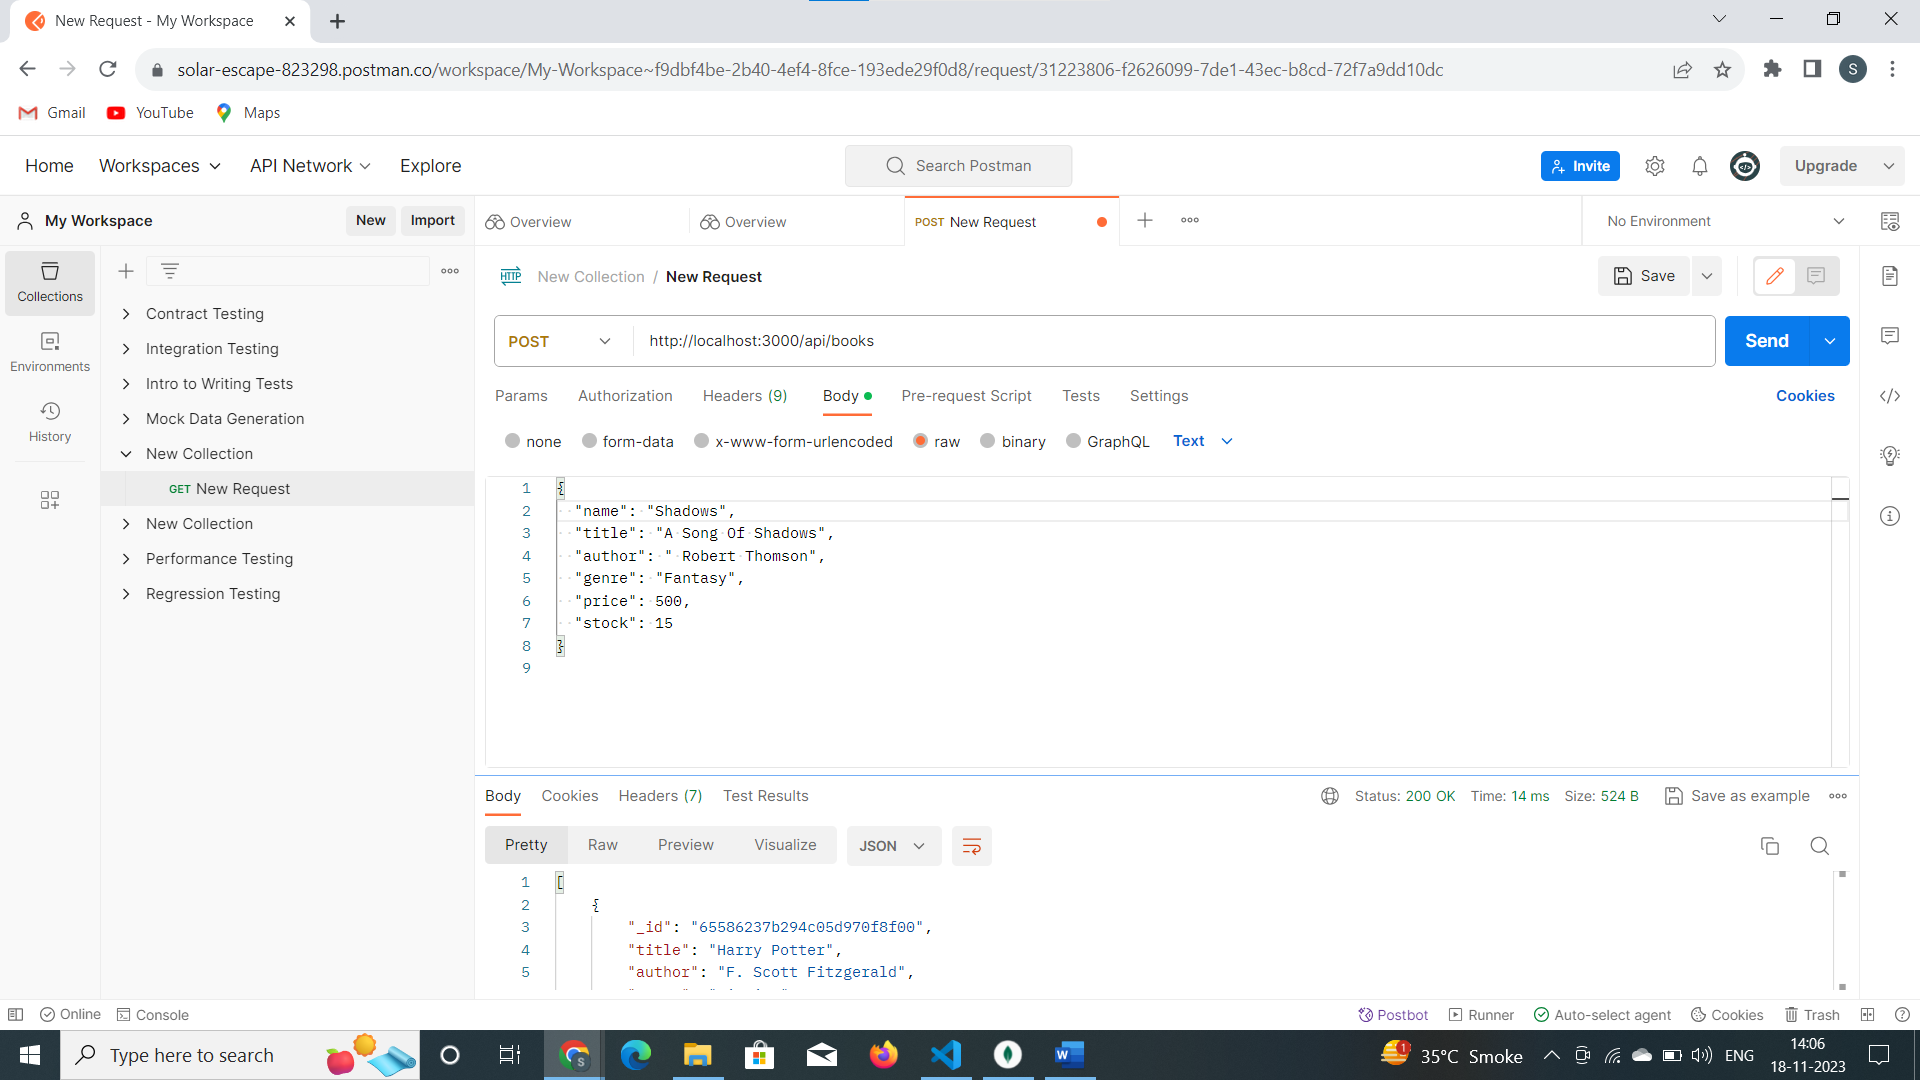 New Request - My Workspace
solar-escape-823298.postman.co/workspace/My-Workspace~f9dbf4be-2b40-4ef4-8fce-193ede29f0d8/request/31223806-f2626099-7de1-43ec-b8cd-72f7a9dd10dc
S
Gmail YouTube Maps
Home Workspaces API Network Explore Search Postman Invite Upgrade
My Workspace New Import Overview Overview POST New Request No Environment
Collections
Environments
History
Contract Testing
Integration Testing
Intro to Writing Tests
Mock Data Generation
New Collection
GET New Request
New Collection
Performance Testing
Regression Testing
HTTP New Collection / New Request Save
POST http://localhost:3000/api/books Send
Params Authorization Headers (9) Body Pre-request Script Tests Settings Cookies
none form-data x-www-form-urlencoded raw binary GraphQL Text
1 {
2 "name": "Shadows",
3 "title": "A Song Of Shadows",
4 "author": " Robert Thomson",
5 "genre": "Fantasy",
6 "price": 500,
7 "stock": 15
8 }
9
Body Cookies Headers (7) Test Results Status: 200 OK Time: 14 ms Size: 524 B Save as example
Pretty Raw Preview Visualize JSON
1 [
2 {
3 "_id": "65586237b294c05d970f8f00",
4 "title": "Harry Potter",
5 "author": "F. Scott Fitzgerald",
Online Console Postbot Runner Auto-select agent Cookies Trash
Type here to search S W 1 35°C Smoke ENG 14:06
18-11-2023